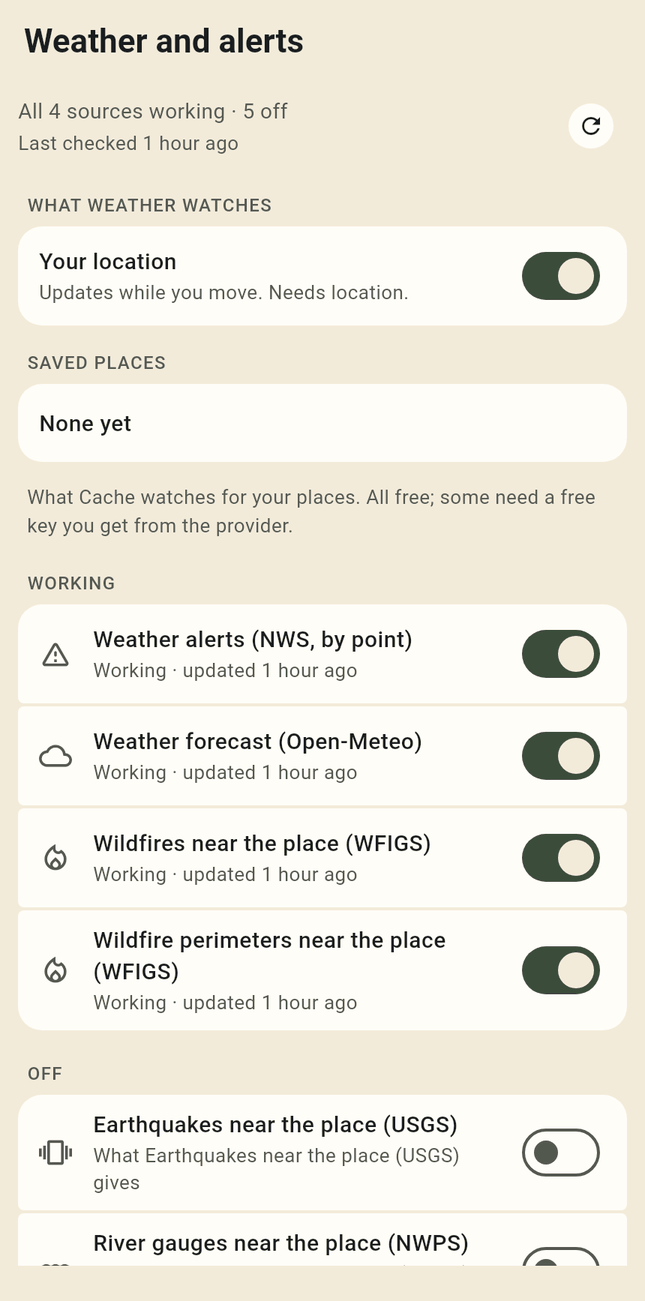 Weather and alerts
All 4 sources working · 5 off
Last checked 1 hour ago
WHAT WEATHER WATCHES
Your location
Updates while you move. Needs location.
SAVED PLACES
None yet
What Cache watches for your places. All free; some need a free
key you get from the provider.
WORKING
Weather alerts (NWS, by point)
Working · updated 1 hour ago
Weather forecast (Open-Meteo)
Working · updated 1 hour ago
Wildfires near the place (WFIGS)
Working · updated 1 hour ago
Wildfire perimeters near the place
(WFIGS)
Working · updated 1 hour ago
OFF
Earthquakes near the place (USGS)
What Earthquakes near the place (USGS)
gives
River gauges near the place (NWPS)